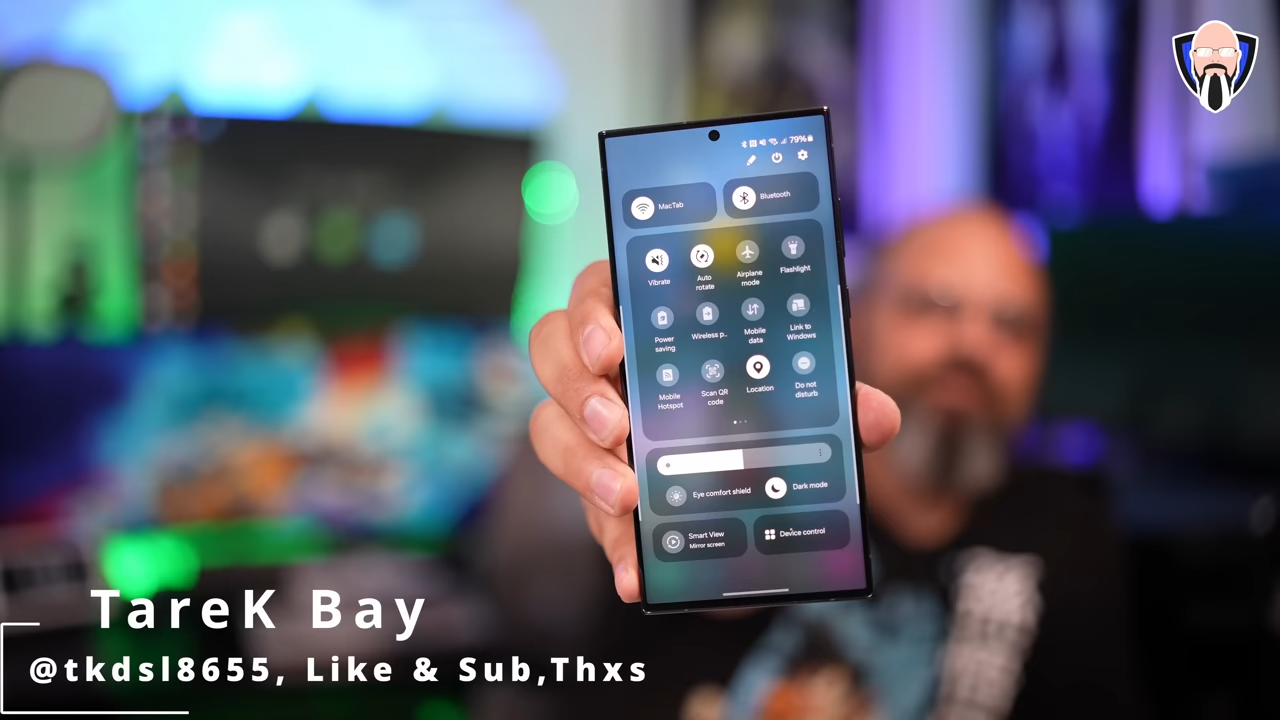 79%
MacTab
Bluetooth
Vibrate
Auto
rotate
Airplane
mode
Flashlight
Power
saving
Wireless p..
Mobile
data
Link to
Windows
Mobile
Hotspot
Scan QR
code
Location
Do not
disturb
Eye comfort shield
Dark mode
Smart View
Mirror screen
Device control
TareK Bay
@tkdsl8655, Like & Sub,Thxs